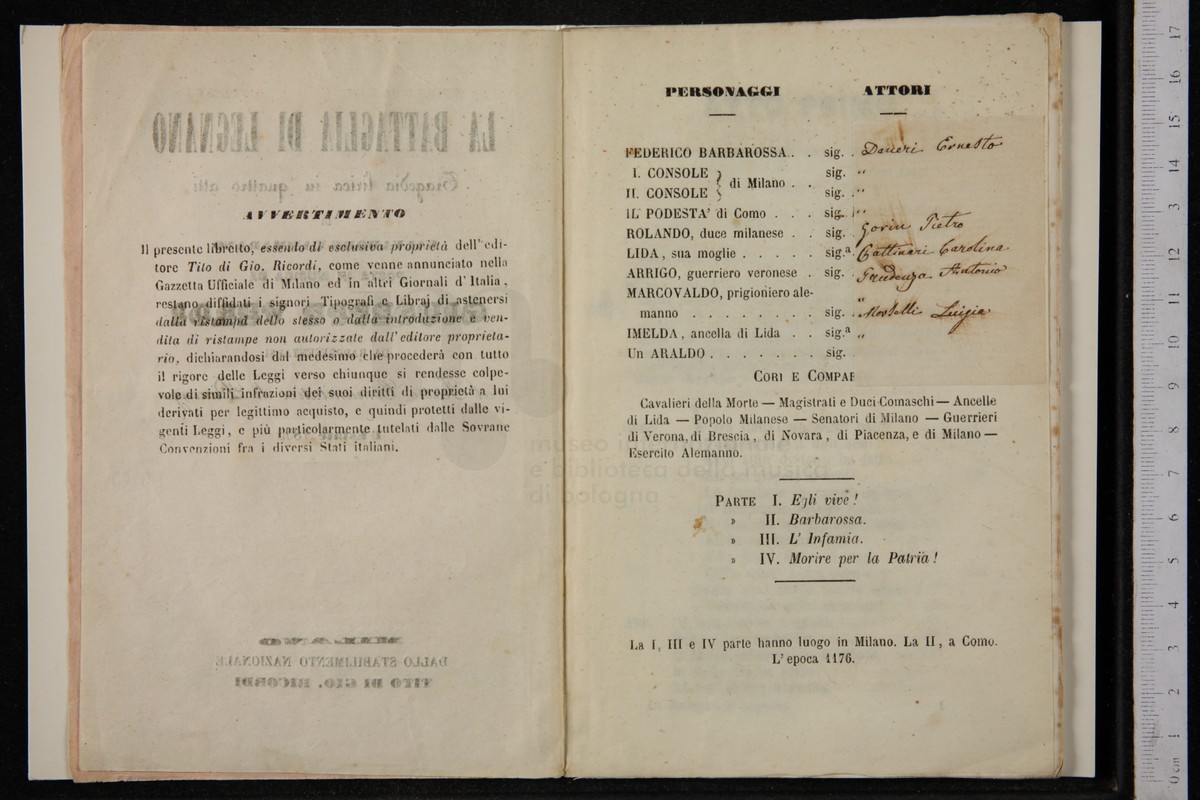 AVVERTIMENTO
Il presente libretto, essendo di esclusiva proprietà dell' edi-
tore Tito di Gio. Ricordi, come venne annunciato nella
Gazzetta Ufficiale di Milano ed in altri Giornali d' Italia,
restano diffidati i signori Tipografi e Libraj di astenersi
dalla ristampa dello stesso o dalla introduzione e ven-
dita di ristampe non autorizzate dall' editore proprieta-
rio, dichiarandosi dal medesimo che procederà con tutto
il rigore delle Leggi verso chiunque si rendesse colpe-
vole di simili infrazioni dei suoi diritti di proprietà a lui
derivati per legittimo acquisto, e quindi protetti dalle vi-
genti Leggi, e più particolarmente tutelati dalle Sovrane
Convenzioni fra i diversi Stati italiani.
PERSONAGGI ATTORI
FEDERICO BARBAROSSA . . sig. . Daneri Ernesto
I. CONSOLE } di Milano . . sig. "
II. CONSOLE sig. . "
IL PODESTA' di Como . . . sig. "
ROLANDO, duce milanese . . sig. Gorin Pietro
LIDA, sua moglie . . . . . sig.a Gattinari Carolina
ARRIGO, guerriero veronese . sig. . Prudenza Antonio
MARCOVALDO, prigioniero ale-
manno . . . . . . . . sig. . "
IMELDA, ancella di Lida . . sig.a Luigia
Un ARALDO . . . . . . . sig. "
CORI E COMPAR
Cavalieri della Morte — Magistrati e Duci Comaschi — Ancelle
di Lida — Popolo Milanese — Senatori di Milano — Guerrieri
di Verona, di Brescia, di Novara, di Piacenza, e di Milano —
Esercito Alemanno.
PARTE I. Egli vive!
» II. Barbarossa.
» III. L' Infamia.
» IV. Morire per la Patria!
La I, III e IV parte hanno luogo in Milano. La II, a Como.
L' epoca 1176.
museo
e biblioteca della musica
di bologna